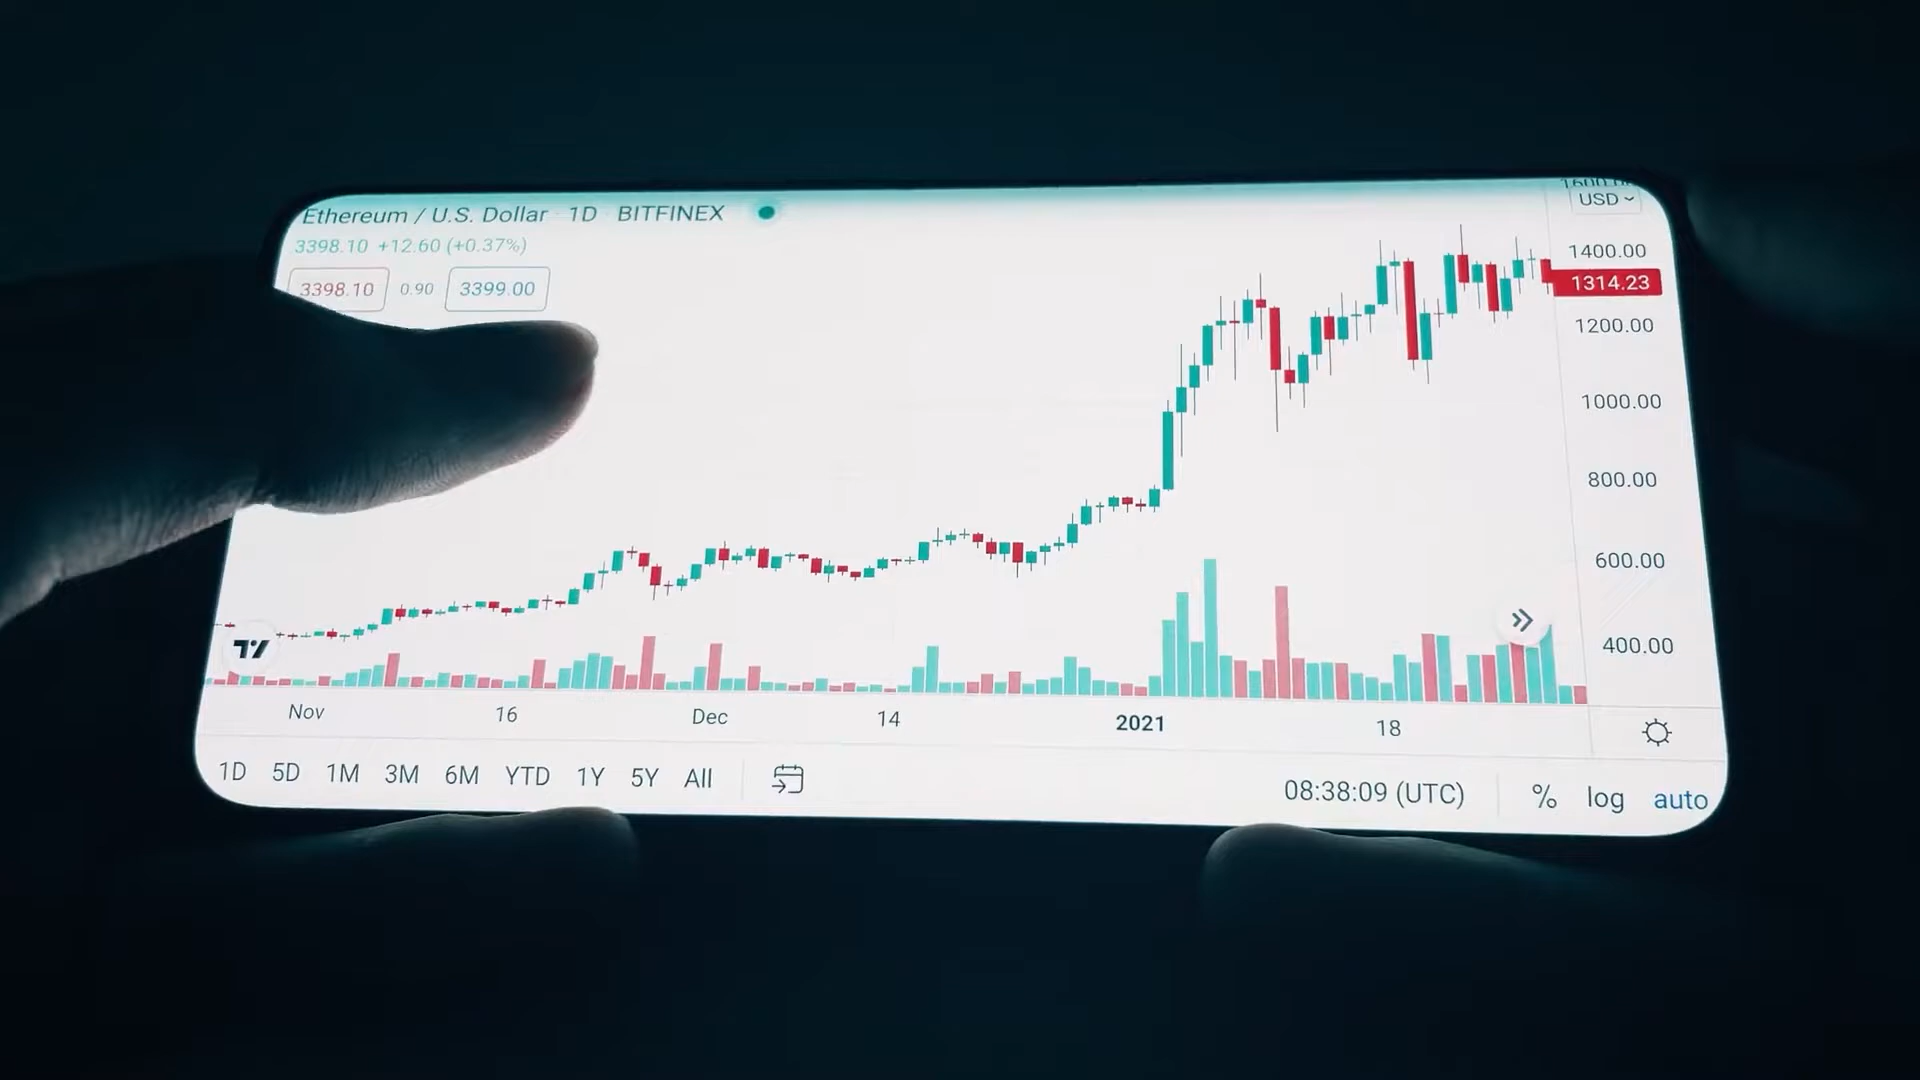 Ethereum / U.S. Dollar · 1D · BITFINEX
3398.10 +12.60 (+0.37%)
3398.10 0.90 3399.00
USD
1400.00
1314.23
1200.00
1000.00
800.00
600.00
400.00
Nov 16 Dec 14 2021 18
1D 5D 1M 3M 6M YTD 1Y 5Y All
08:38:09 (UTC) % log auto